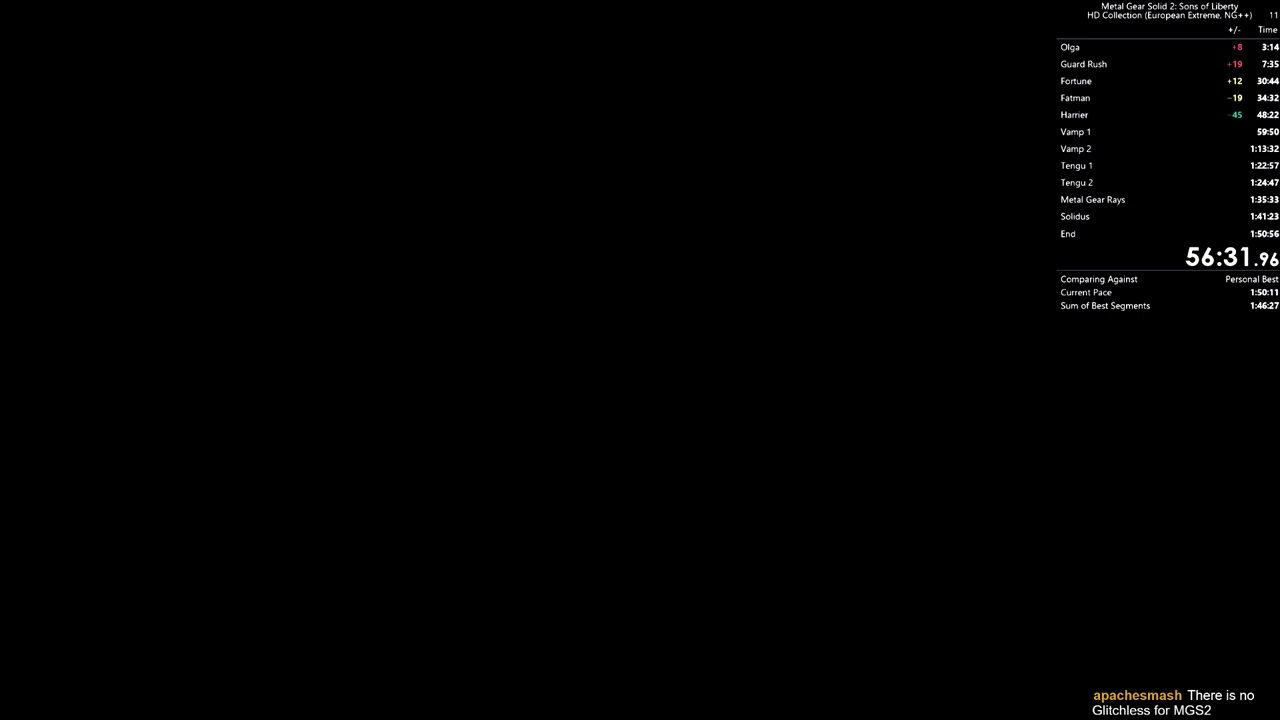 Metal Gear Solid 2: Sons of Liberty
HD Collection (European Extreme, NG++) 11
+/- Time
Olga +8 3:14
Guard Rush +19 7:35
Fortune +12 30:44
Fatman -19 34:32
Harrier -45 48:22
Vamp 1 59:50
Vamp 2 1:13:32
Tengu 1 1:22:57
Tengu 2 1:24:47
Metal Gear Rays 1:35:33
Solidus 1:41:23
End 1:50:56
56:31.96
Comparing Against Personal Best
Current Pace 1:50:11
Sum of Best Segments 1:46:27
apachesmash There is no
Glitchless for MGS2